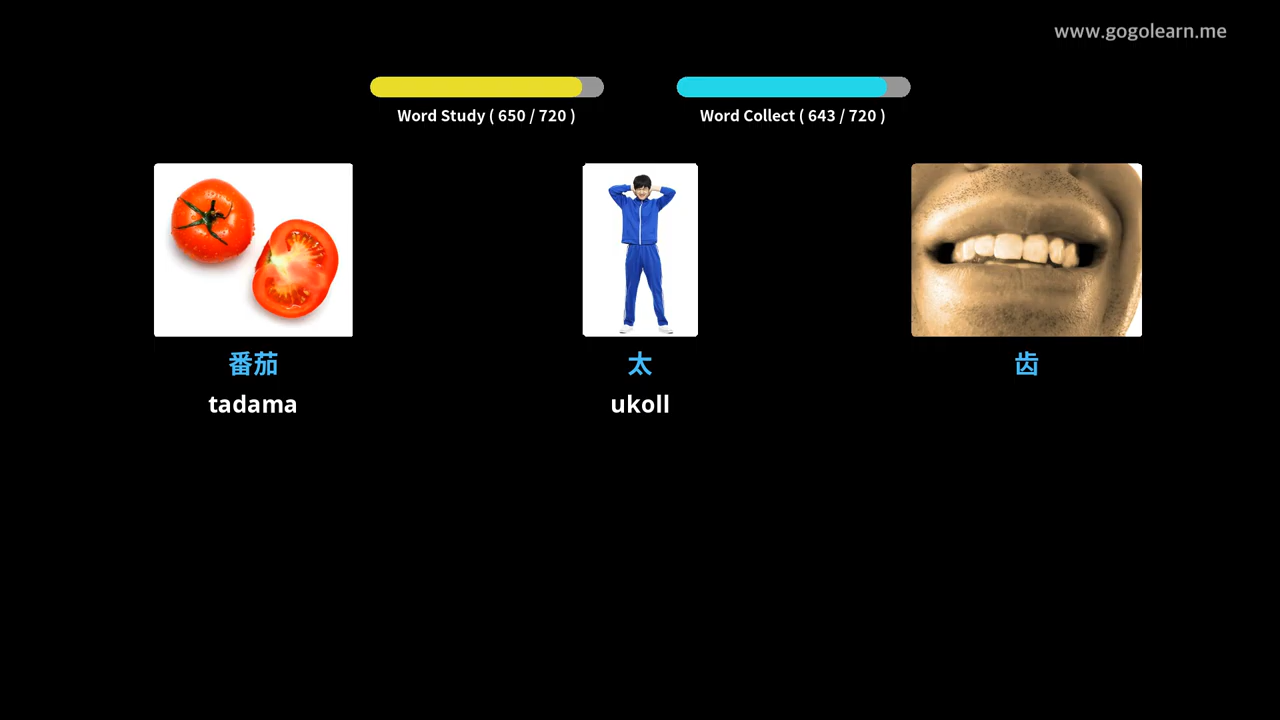 www.gogolearn.me
Word Study ( 650 / 720 )
Word Collect ( 643 / 720 )
番茄
太
齿
tadama
ukoll